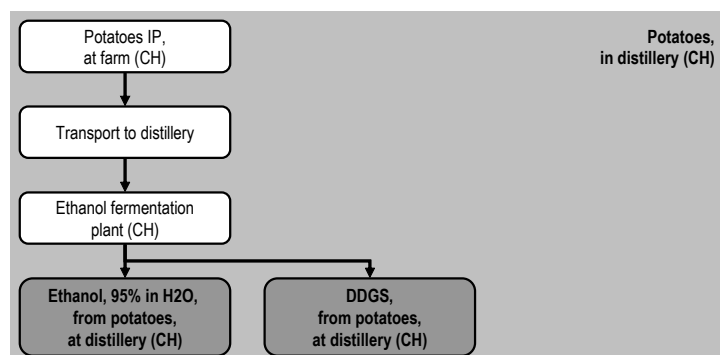 Potatoes IP,
at farm (CH)
Potatoes,
in distillery (CH)
Transport to distillery
Ethanol fermentation
plant (CH)
Ethanol, 95% in H2O,
from potatoes,
at distillery (CH)
DDGS,
from potatoes,
at distillery (CH)